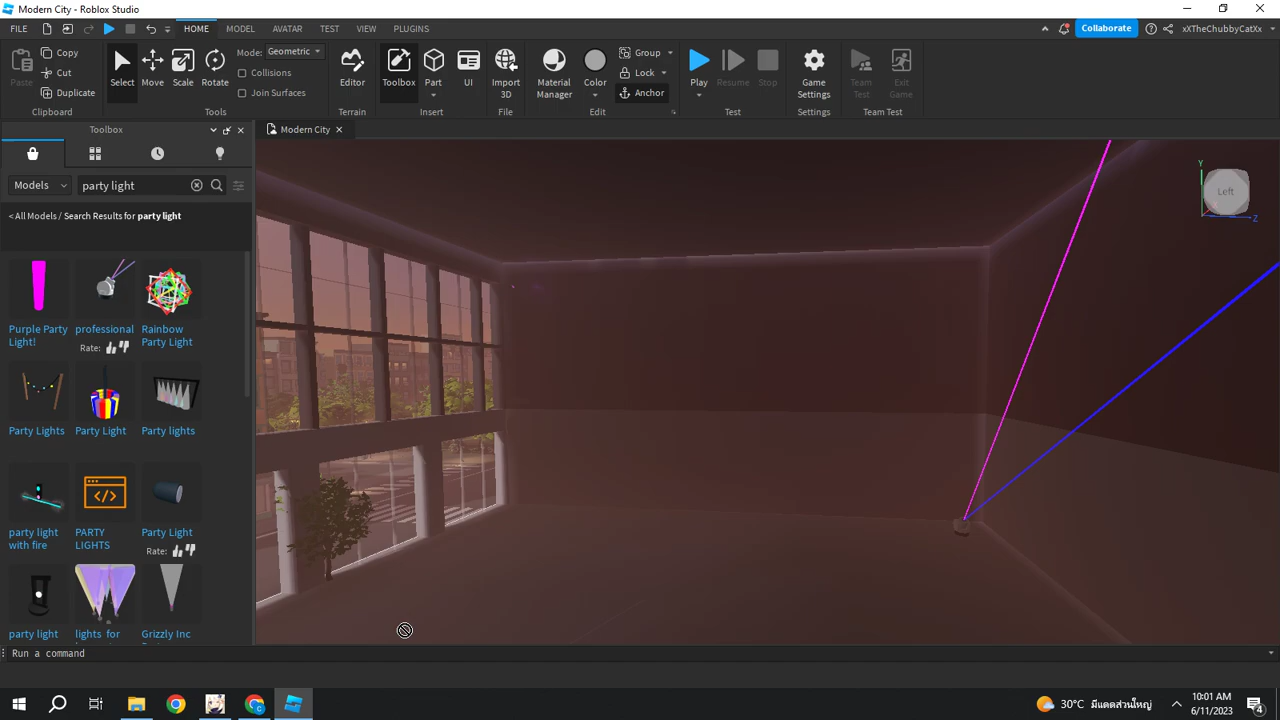 Modern City - Roblox Studio
FILE HOME MODEL AVATAR TEST VIEW PLUGINS Collaborate xXTheChubbyCatXx
Paste Copy Cut Duplicate Clipboard
Select Move Scale Rotate Mode: Geometric Collisions Join Surfaces Tools
Editor Terrain
Toolbox Part UI Insert
Import 3D File
Material Manager Color Group Lock Anchor Edit
Play Resume Stop Test
Game Settings Settings
Team Test Exit Game Team Test
Toolbox
Modern City
Models party light
< All Models / Search Results for party light
Purple Party Light! professional Rainbow Party Light
Rate:
Party Lights Party Light Party lights
party light with fire PARTY LIGHTS Party Light
Rate:
party light lights for Grizzly Inc
Left
Y
Z
Run a command
30°C มีแดดส่วนใหญ่
10:01 AM
6/11/2023
4